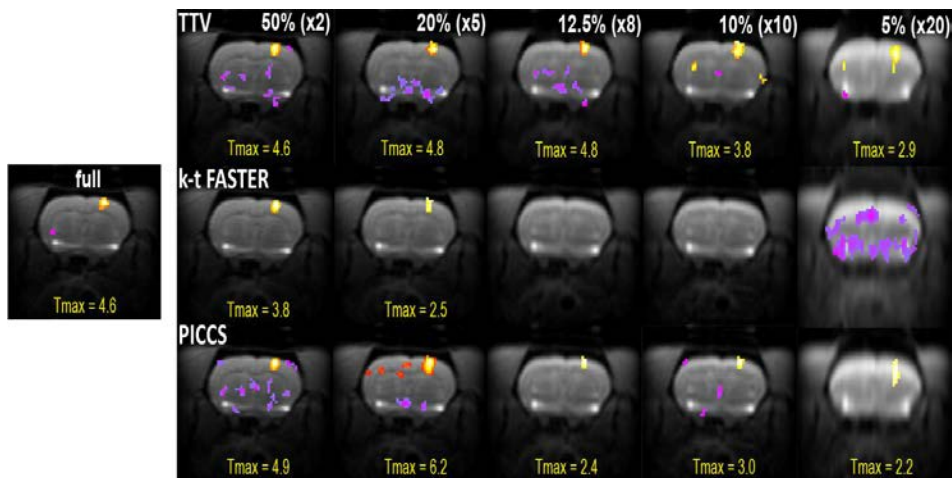 TTV 50% (x2) 20% (x5) 12.5% (x8) 10% (x10) 5% (x20)
Tmax = 4.6 Tmax = 4.8 Tmax = 4.8 Tmax = 3.8 Tmax = 2.9
full
k-t FASTER
Tmax = 4.6
Tmax = 3.8 Tmax = 2.5
PICCS
Tmax = 4.9 Tmax = 6.2 Tmax = 2.4 Tmax = 3.0 Tmax = 2.2